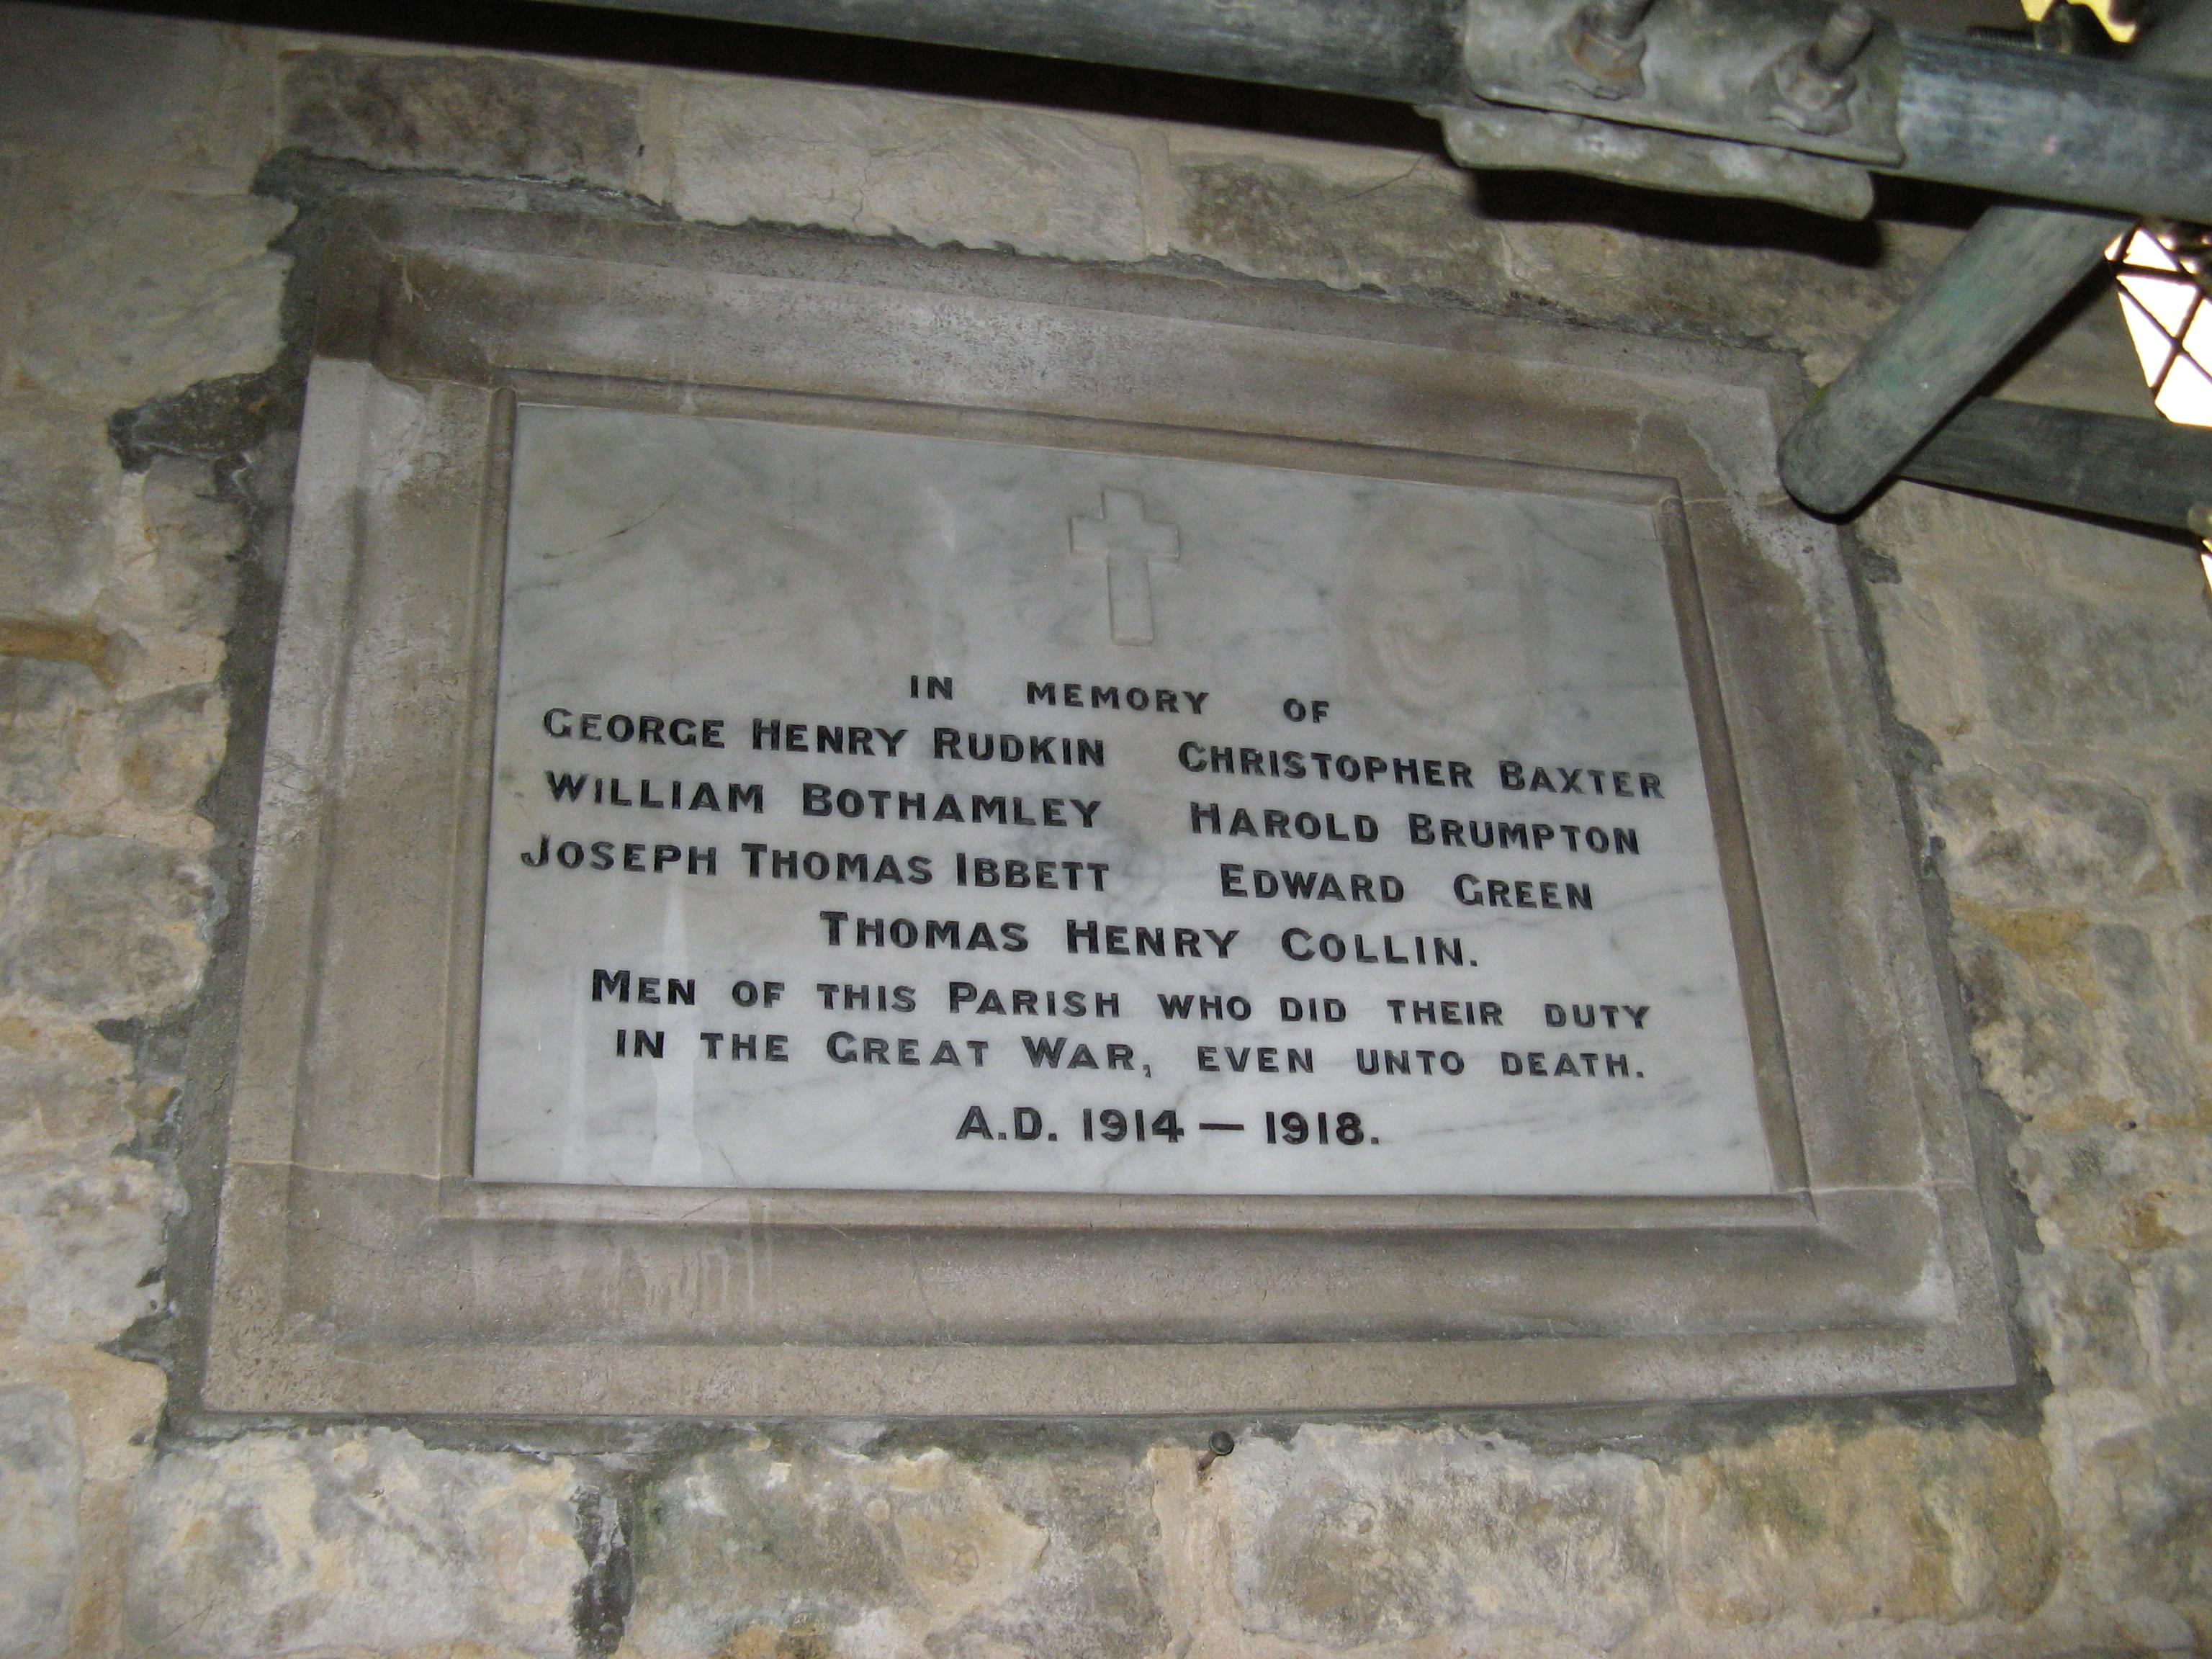 IN MEMORY OF
GEORGE HENRY RUDKIN CHRISTOPHER BAXTER
WILLIAM BOTHAMLEY HAROLD BRUMPTON
JOSEPH THOMAS IBBETT EDWARD GREEN
THOMAS HENRY COLLIN.
MEN OF THIS PARISH WHO DID THEIR DUTY
IN THE GREAT WAR, EVEN UNTO DEATH.
A.D. 1914 — 1918.